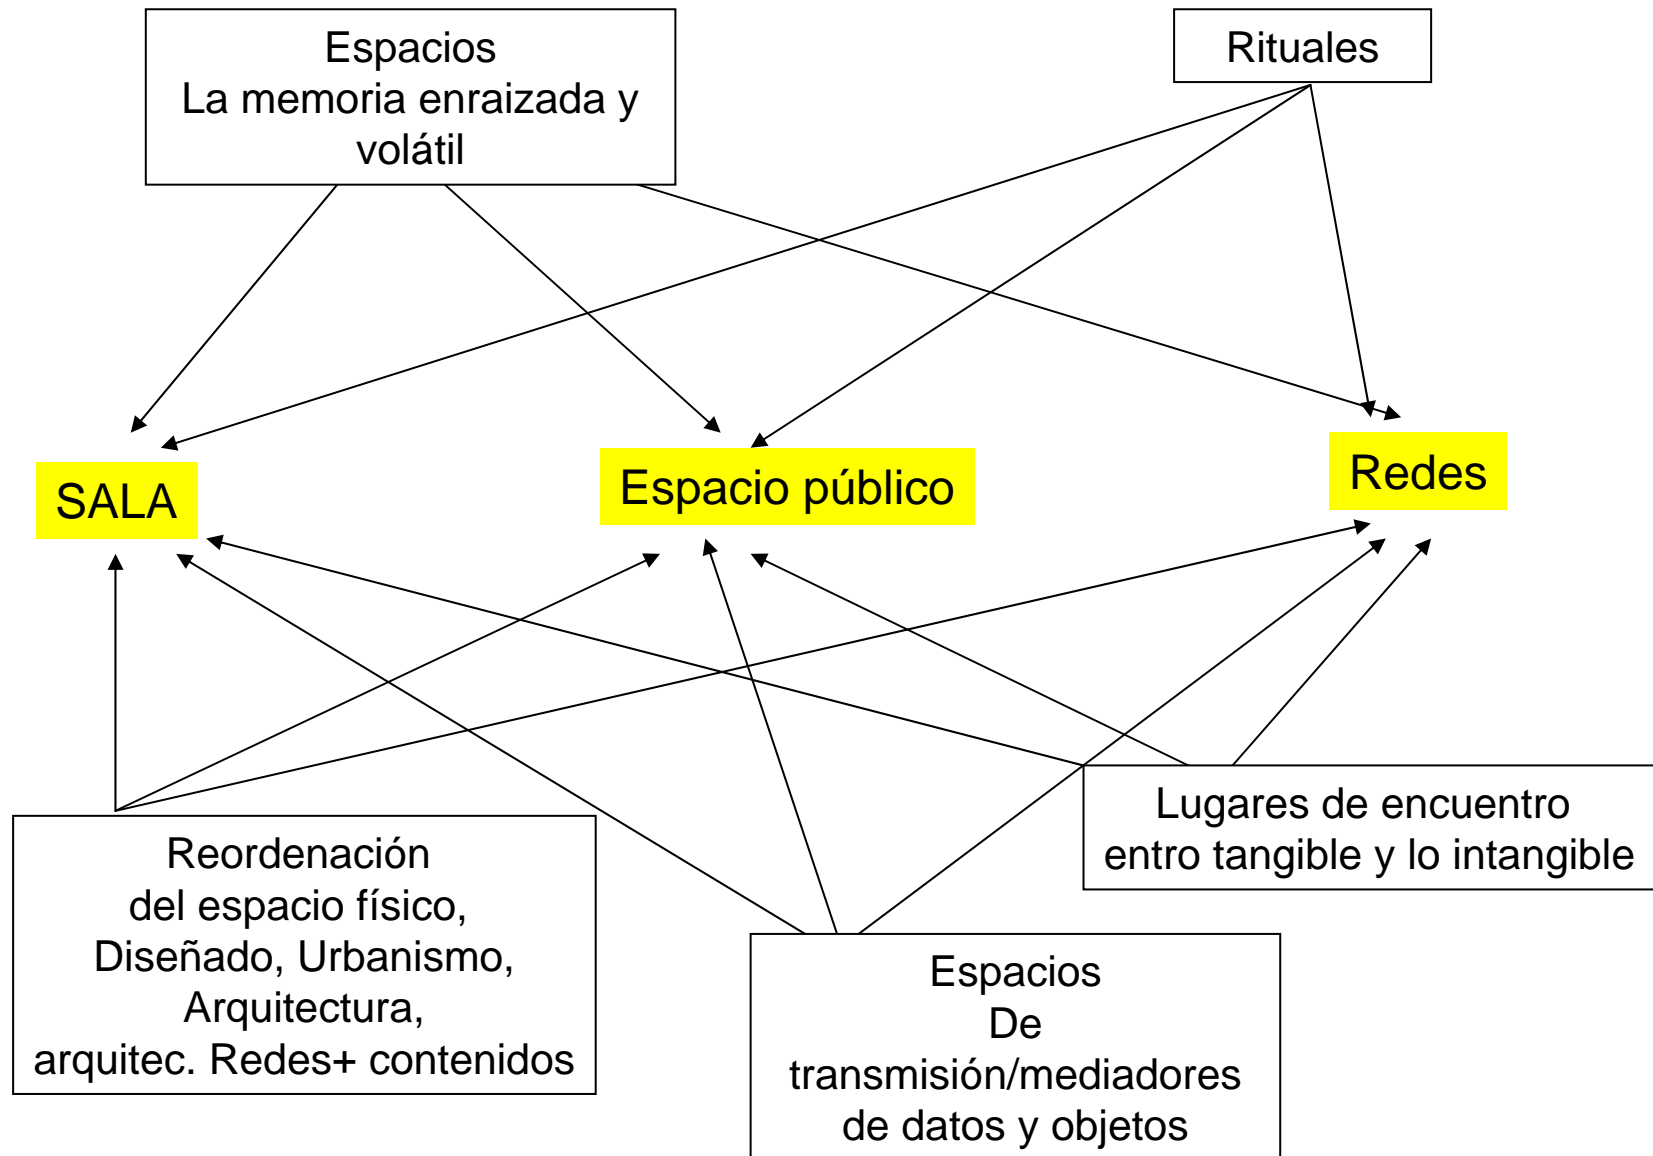 Espacios
La memoria enraizada y
volátil
Rituales
SALA
Espacio público
Redes
Reordenación
del espacio físico,
Diseñado, Urbanismo,
Arquitectura,
arquitec. Redes+ contenidos
Lugares de encuentro
entro tangible y lo intangible
Espacios
De
transmisión/mediadores
de datos y objetos